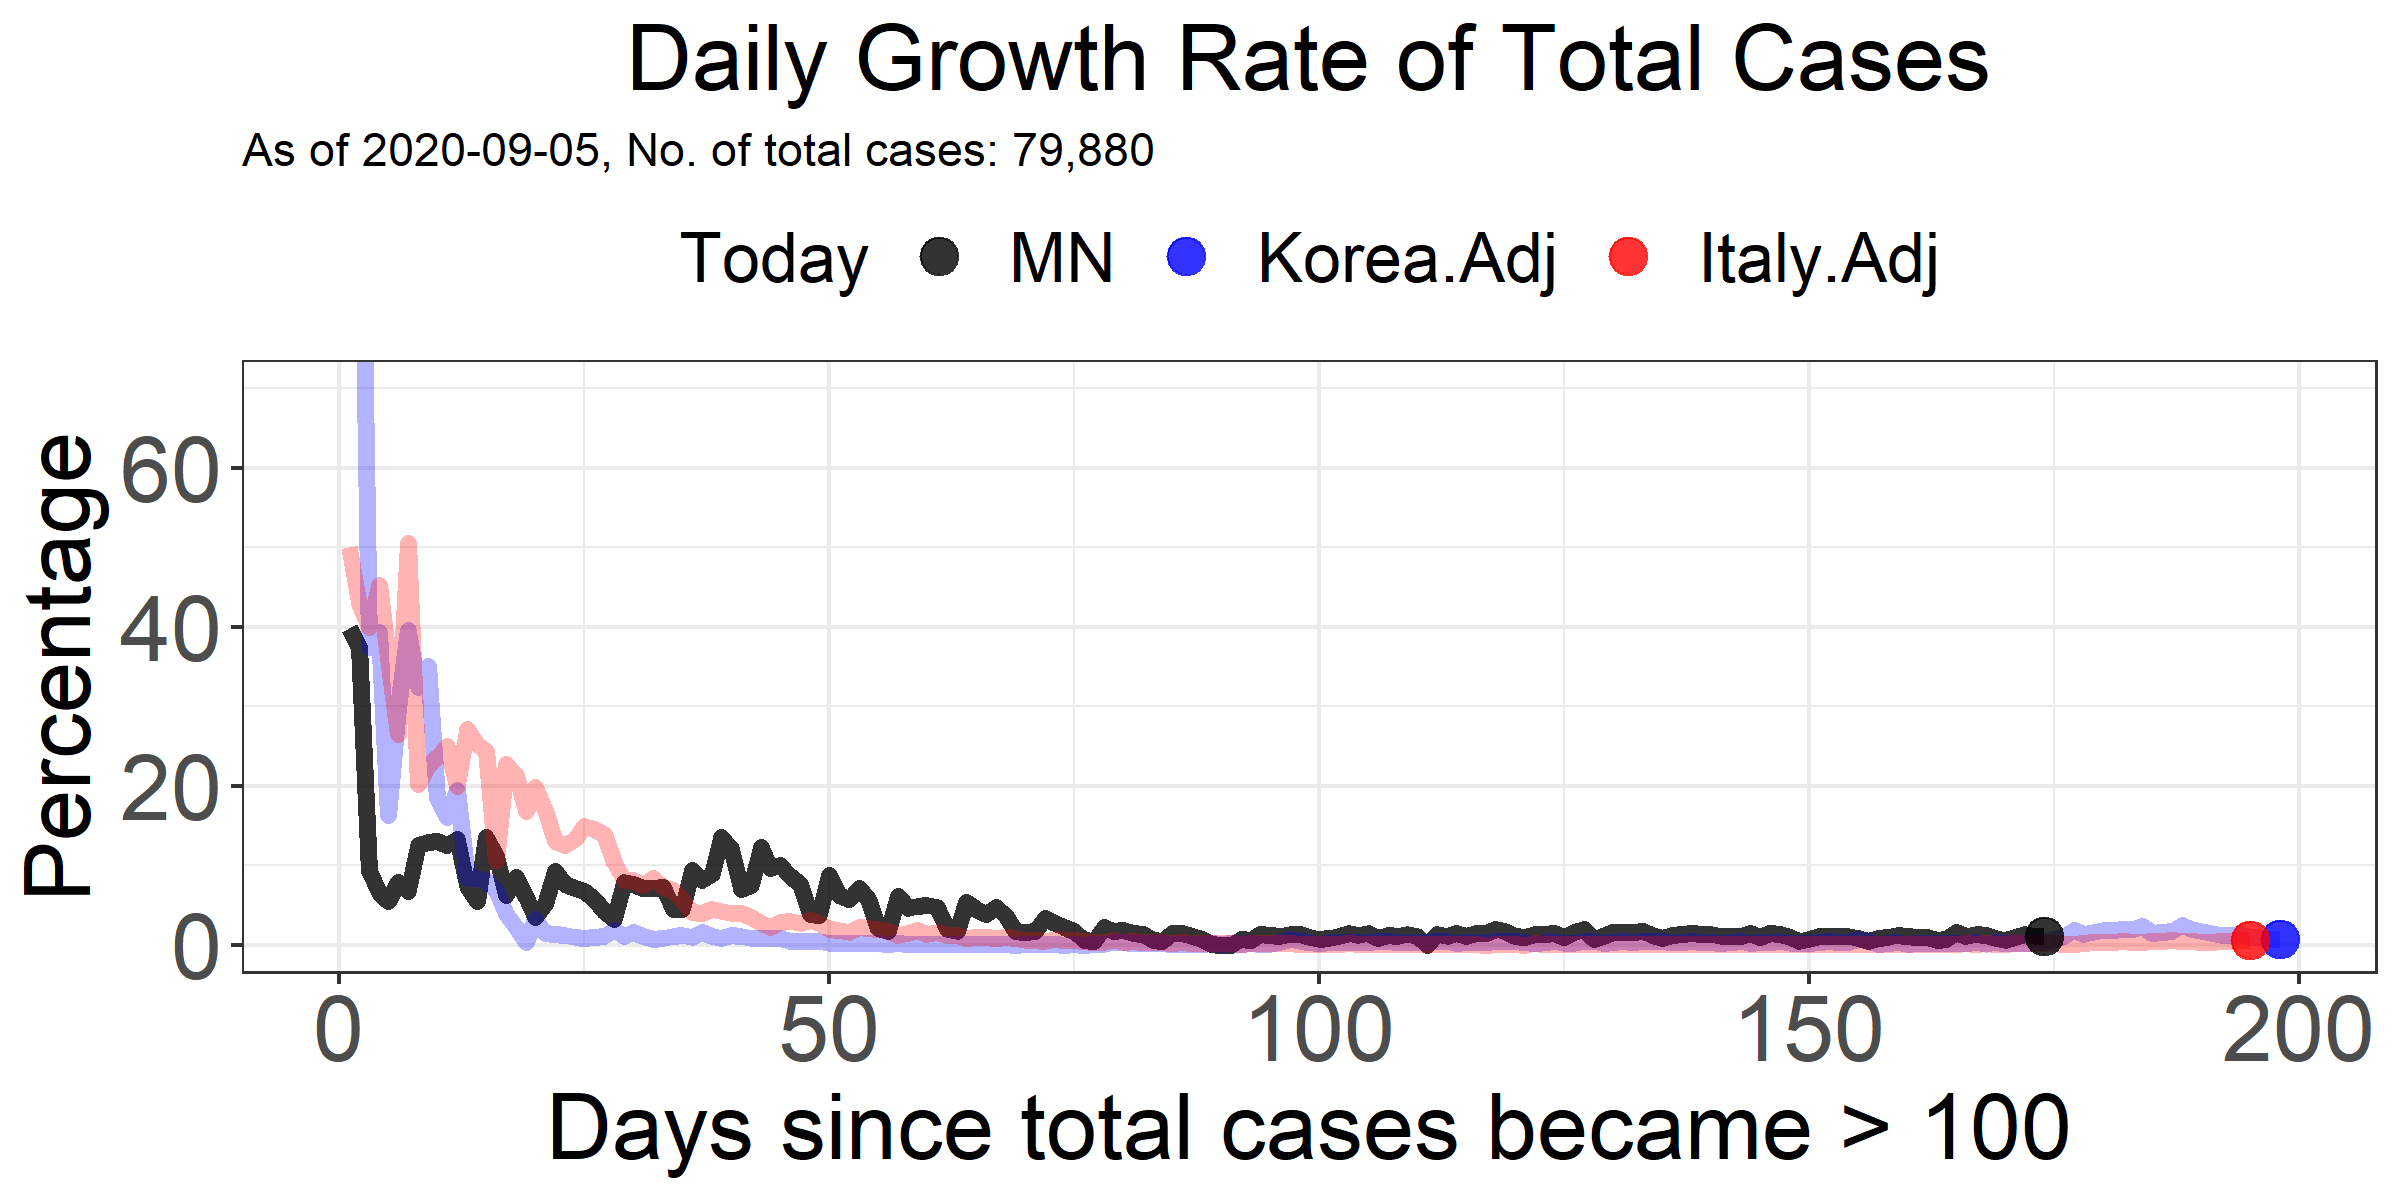 Daily Growth Rate of Total Cases
As of 2020-09-05, No. of total cases: 79,880
Today MN Korea.Adj Italy.Adj
Percentage
60
40
20
0
0 50 100 150 200
Days since total cases became > 100